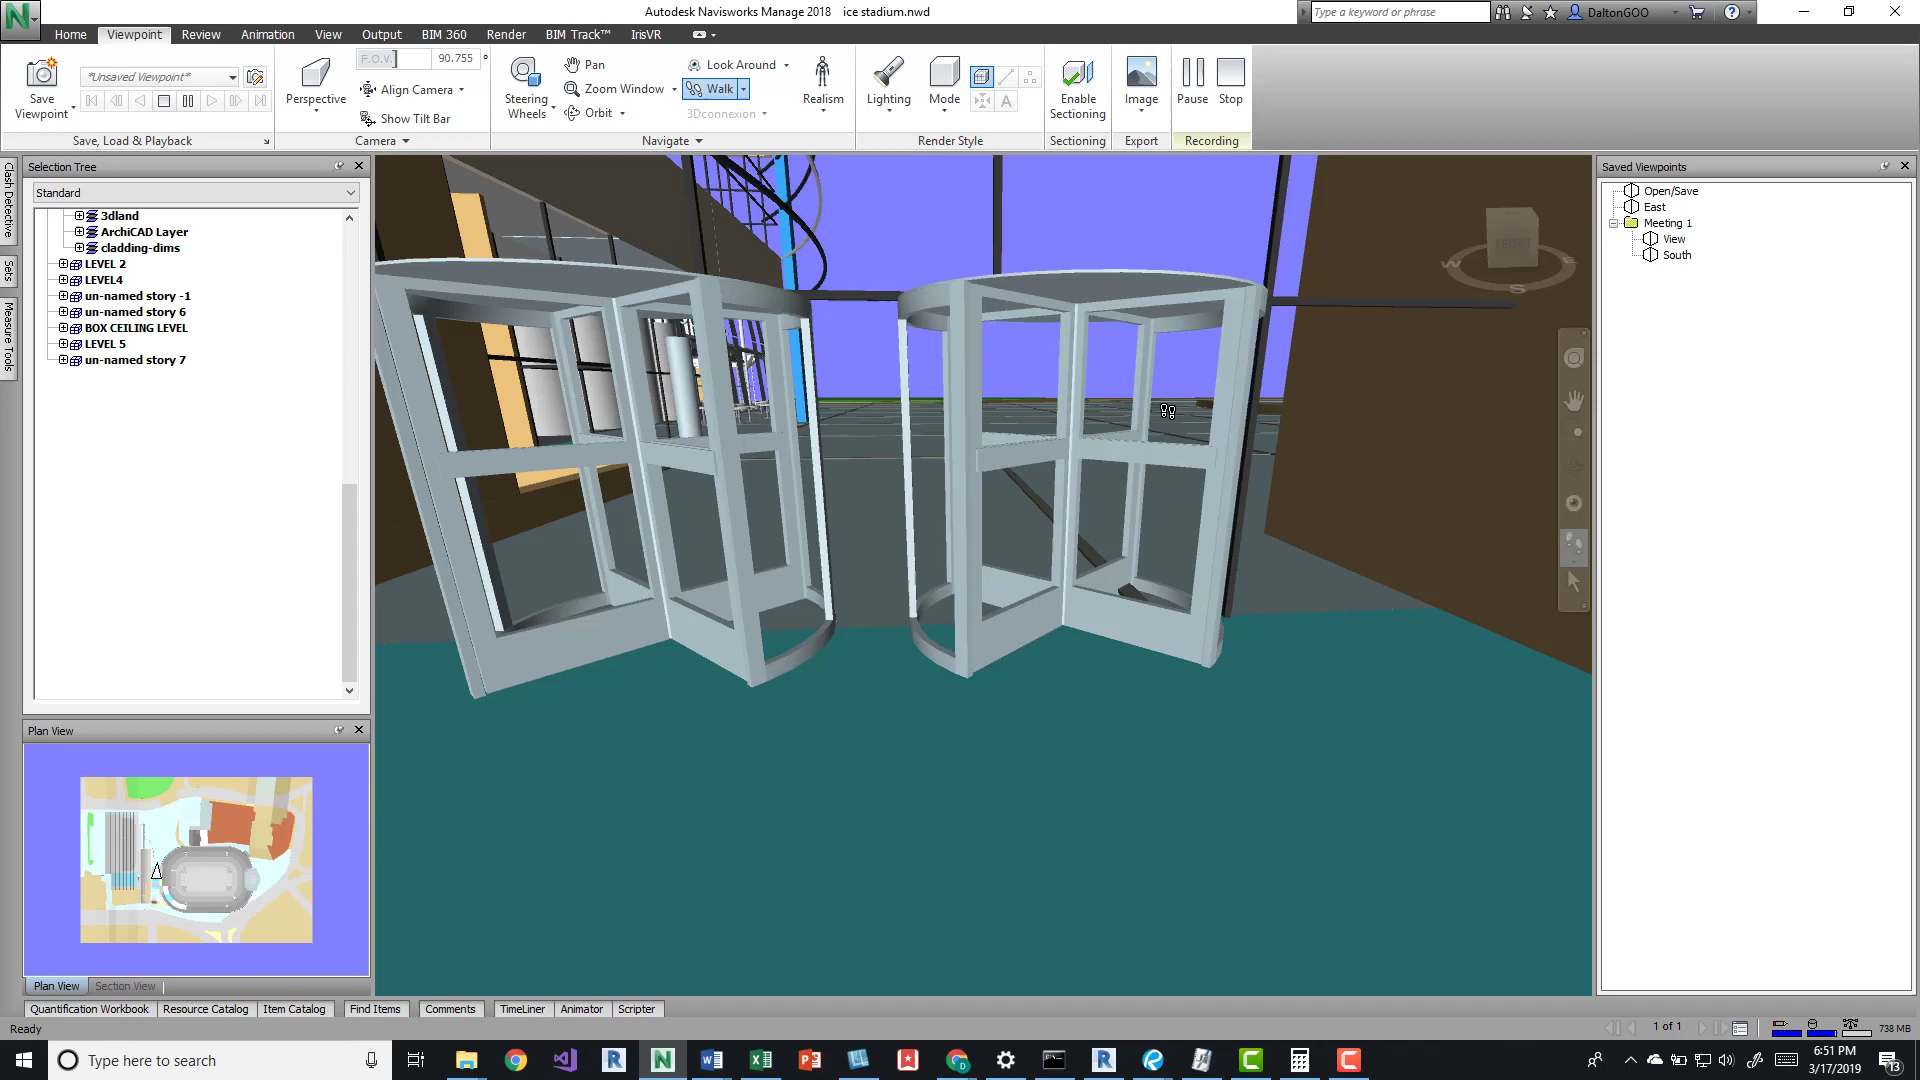 Autodesk Navisworks Manage 2018 ice stadium.nwd
Type a keyword or phrase
DaltonGOO
Home Viewpoint Review Animation View Output BIM 360 Render BIM Track™ IrisVR
Save Viewpoint
*Unsaved Viewpoint*
Save, Load & Playback
Perspective
F.O.V.
90.755 °
Align Camera
Show Tilt Bar
Camera
Steering Wheels
Pan
Zoom Window
Orbit
Look Around
Walk
3Dconnexion
Navigate
Realism
Lighting
Mode
A
Render Style
Enable Sectioning
Sectioning
Image
Export
Pause
Stop
Recording
Clash Detective
Sets
Measure Tools
Selection Tree
Standard
3dland
ArchiCAD Layer
cladding-dims
LEVEL 2
LEVEL4
un-named story -1
un-named story 6
BOX CEILING LEVEL
LEVEL 5
un-named story 7
FRONT
W
S
Saved Viewpoints
Open/Save
East
Meeting 1
View
South
Plan View
Plan View Section View
Quantification Workbook Resource Catalog Item Catalog Find Items Comments TimeLiner Animator Scripter
Ready
1 of 1
738 MB
Type here to search
6:51 PM
3/17/2019
13